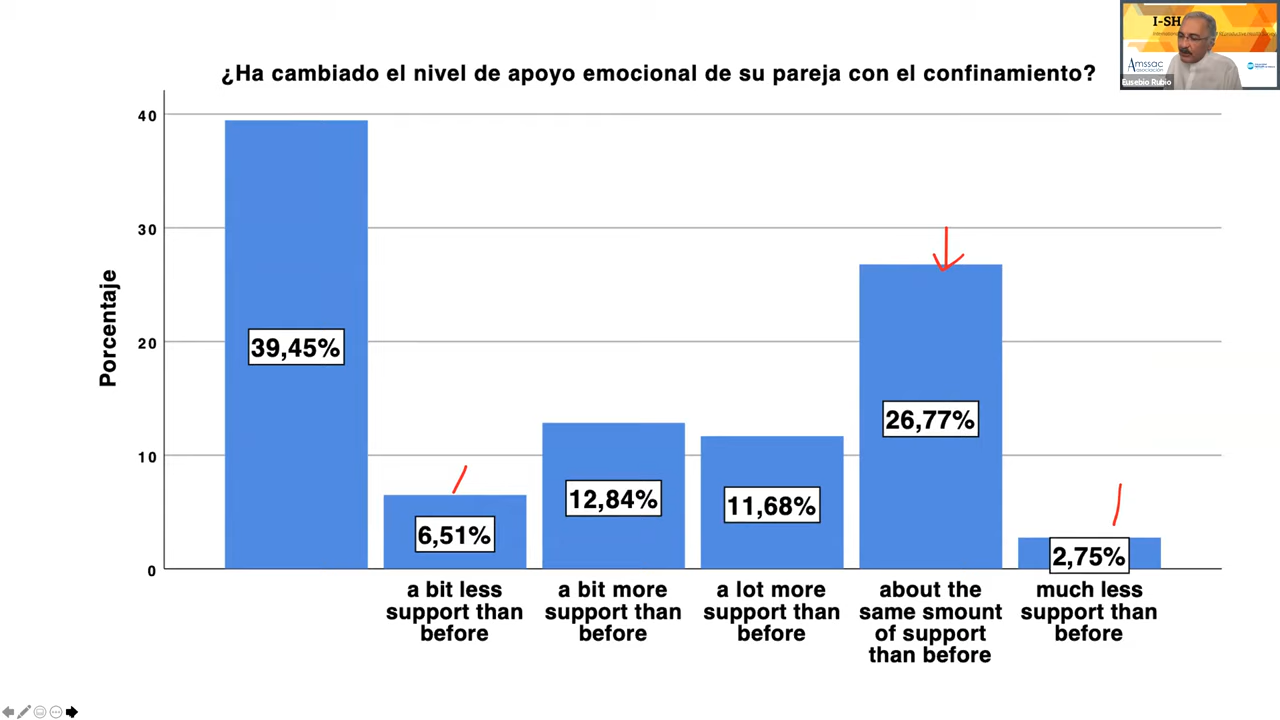 ¿Ha cambiado el nivel de apoyo emocional de su pareja con el confinamiento?
I-SH
Amssac
ASOCIACIÓN
Eusebio Rubio
Porcentaje
40
30
20
10
0
39,45%
6,51%
12,84%
11,68%
26,77%
2,75%
a bit less
support than
before
a bit more
support than
before
a lot more
support than
before
about the
same smount
of support
than before
much less
support than
before